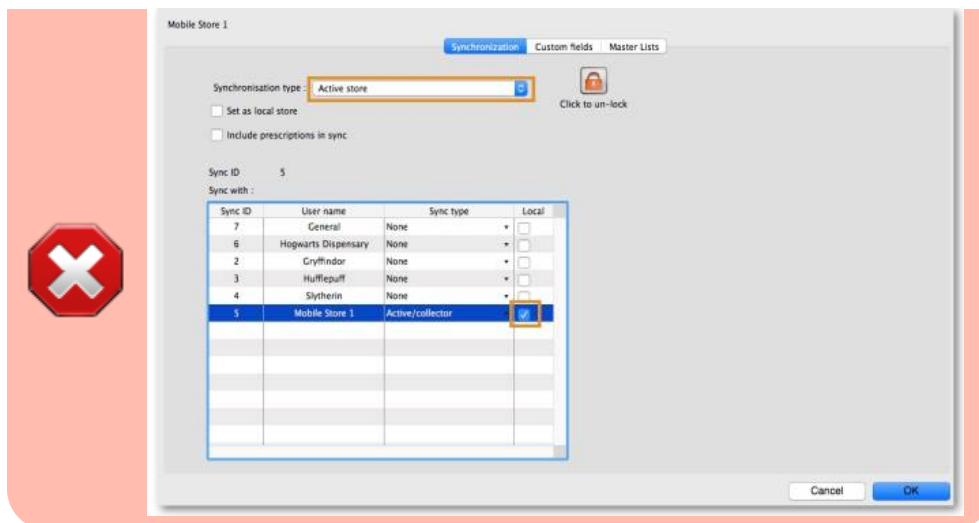 Mobile Store 1
Synchronization Custom fields Master Lists
Synchronisation type : Active store
Click to un-lock
Set as local store
Include prescriptions in sync
Sync ID 5
Sync with :
Sync ID User name Sync type Local
7 General None
6 Hogwarts Dispensary None
2 Gryffindor None
3 Hufflepuff None
4 Slytherin None
5 Mobile Store 1 Active/collector
Cancel OK